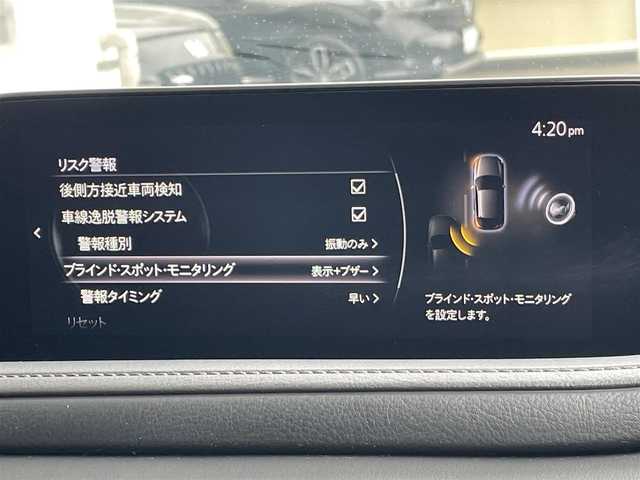 4:20pm
リスク警報
後側方接近車両検知
車線逸脱警報システム
警報種別 振動のみ
ブラインド・スポット・モニタリング 表示+ブザー
警報タイミング 早い
リセット
ブラインド・スポット・モニタリング
を設定します。